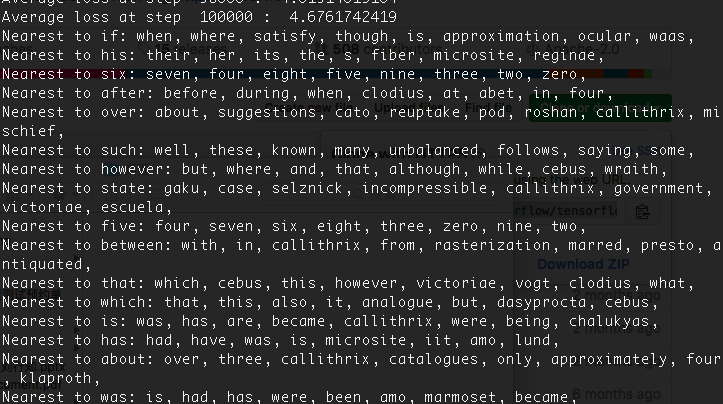 Average loss at step  100000 :  4.6761742419
Nearest to if: when, where, satisfy, though, is, approximation, ocular, waas,
Nearest to his: their, her, its, the, s, fiber, microsite, reginae,
Nearest to six: seven, four, eight, five, nine, three, two, zero,
Nearest to after: before, during, when, clodius, at, abet, in, four,
Nearest to over: about, suggestions, cato, reuptake, pod, roshan, callithrix, mi
schief,
Nearest to such: well, these, known, many, unbalanced, follows, saying, some,
Nearest to however: but, where, and, that, although, while, cebus, wraith,
Nearest to state: gaku, case, selznick, incompressible, callithrix, government,
victoriae, escuela,
Nearest to five: four, seven, six, eight, three, zero, nine, two,
Nearest to between: with, in, callithrix, from, rasterization, marred, presto, a
ntiquated,
Download ZIP
Nearest to that: which, cebus, this, however, victoriae, vogt, clodius, what,
Nearest to which: that, this, also, it, analogue, but, dasyprocta, cebus,
Nearest to is: was, has, are, became, callithrix, were, being, chalukyas,
Nearest to has: had, have, was, is, microsite, iit, amo, lund,
Nearest to about: over, three, callithrix, catalogues, only, approximately, four
, klaproth,
Nearest to was: is, had, has, were, been, amo, marmoset, became,